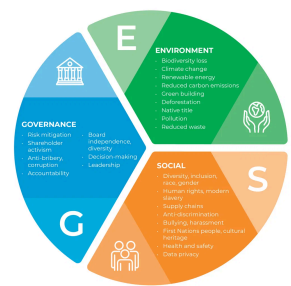 E
ENVIRONMENT
Biodiversity loss
Climate change
Renewable energy
Reduced carbon emissions
Green building
Deforestation
Native title
Pollution
Reduced waste
GOVERNANCE
Risk mitigation
Shareholder
activism
Anti-bribery,
corruption
Accountability
Board
independence,
diversity
Decision-making
Leadership
G
SOCIAL
Diversity, inclusion,
race, gender
Human rights, modern
slavery
Supply chains
Anti-discrimination
Bullying, harassment
First Nations people, cultural
heritage
Health and safety
Data privacy
S